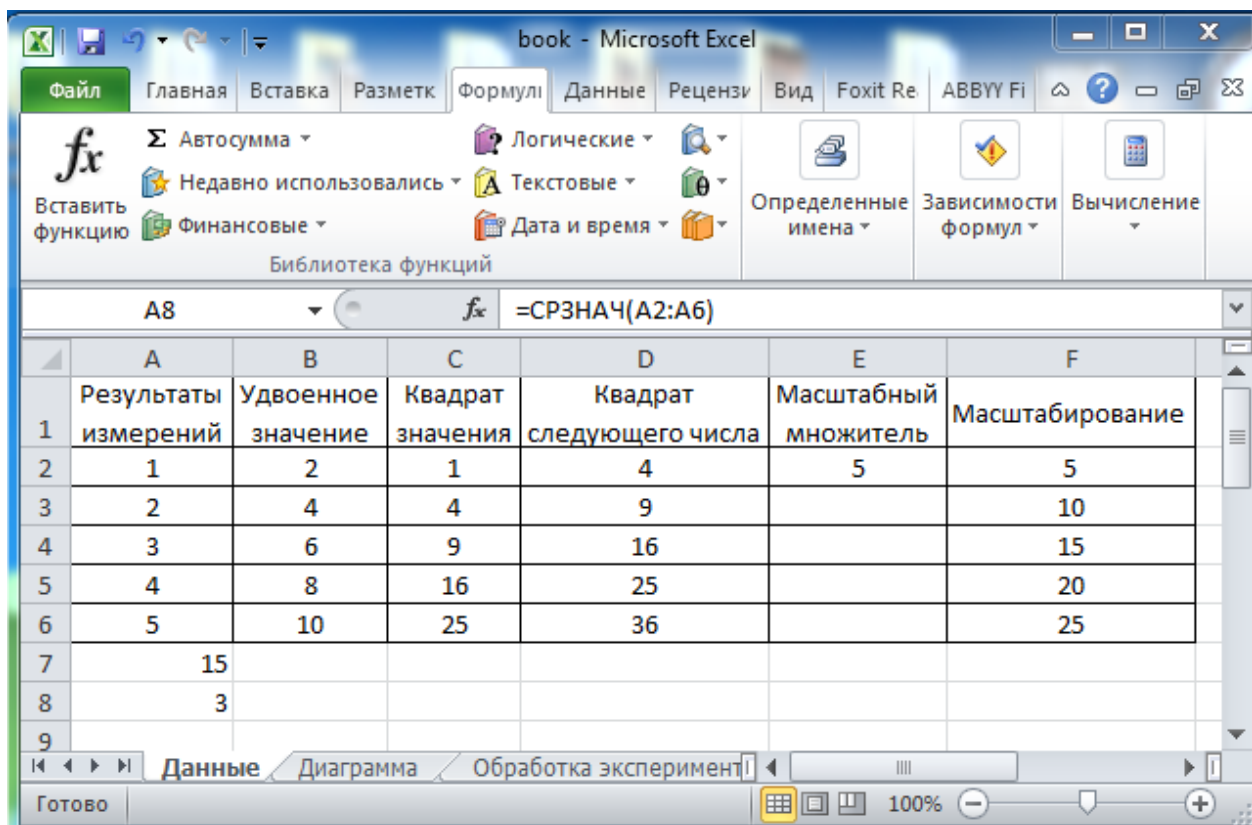 book - Microsoft Excel
Файл Главная Вставка Разметк Формулі Данные Рецензи Вид Foxit Re ABBYY Fi
fx Σ Автосумма Логические
Недавно использовались Текстовые
Вставить функцию Финансовые Дата и время
Определенные имена Зависимости формул Вычисление
Библиотека функций
A8 fx =СРЗНАЧ(A2:A6)
A B C D E F
1 Результаты измерений Удвоенное значение Квадрат значения Квадрат следующего числа Масштабный множитель Масштабирование
2 1 2 1 4 5 5
3 2 4 4 9 10
4 3 6 9 16 15
5 4 8 16 25 20
6 5 10 25 36 25
7 15
8 3
9
Данные Диаграмма Обработка эксперимент
Готово 100%